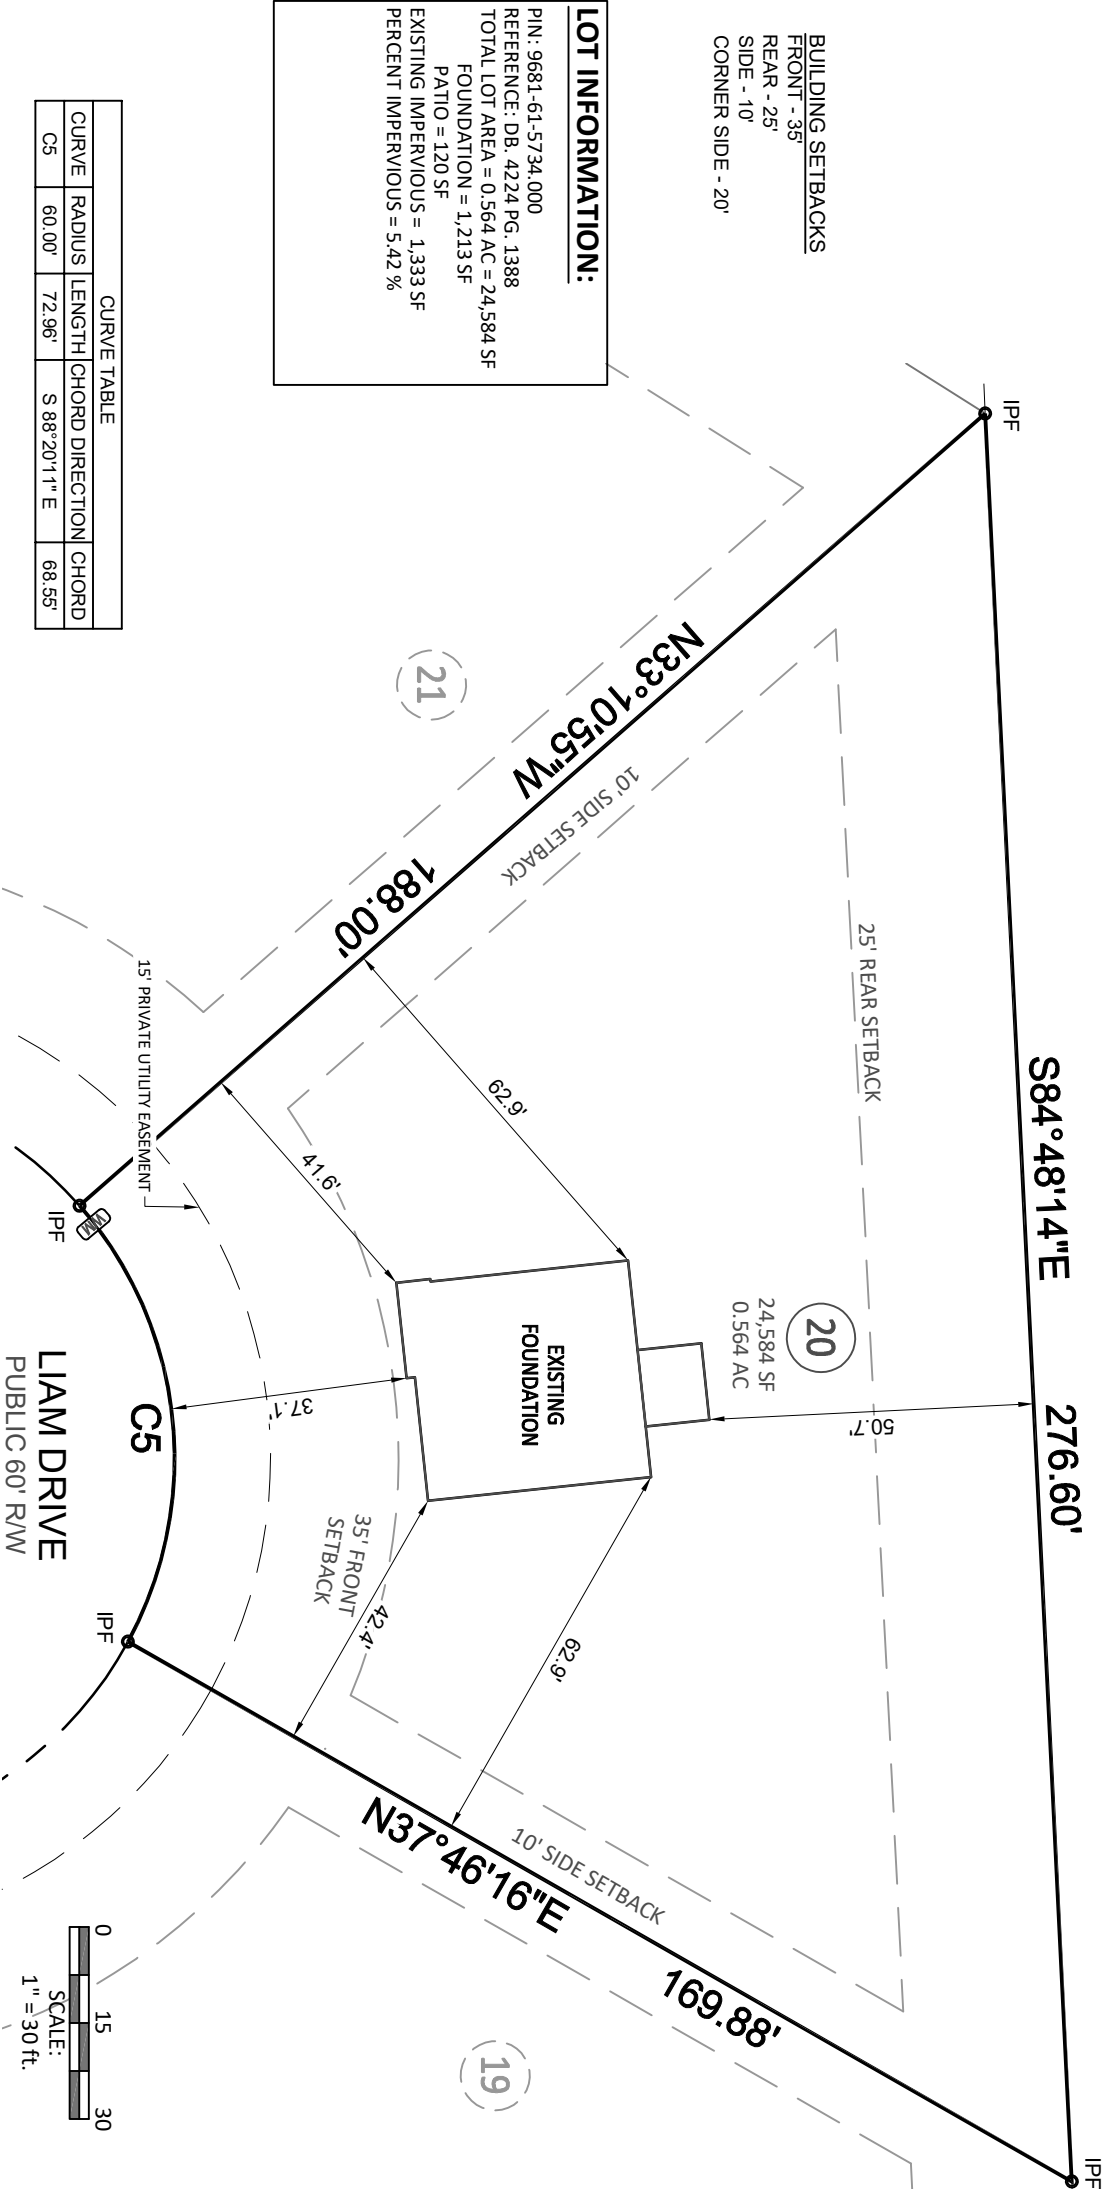 BUILDING SETBACKS
FRONT - 35'
REAR - 25'
SIDE - 10'
CORNER SIDE - 20'
LOT INFORMATION:
PIN: 9681-61-5734.000
REFERENCE: DB. 4224 PG. 1388
TOTAL LOT AREA = 0.564 AC = 24,584 SF
FOUNDATION = 1,213 SF
PATIO = 120 SF
EXISTING IMPERVIOUS = 1,333 SF
PERCENT IMPERVIOUS = 5.42 %
CURVE TABLE
CURVE RADIUS LENGTH CHORD DIRECTION CHORD
C5 60.00' 72.96' S 88°20'11" E 68.55'
IPF
S84°48'14"E 276.60'
IPF
25' REAR SETBACK
50.7'
20
24,584 SF
0.564 AC
N33°10'55"W 188.00'
10' SIDE SETBACK
21
62.9'
41.6'
EXISTING
FOUNDATION
62.9'
42.4'
35' FRONT
SETBACK
37.1'
10' SIDE SETBACK
N37°46'16"E 169.88'
19
15' PRIVATE UTILITY EASEMENT
IPF
WM
C5
IPF
LIAM DRIVE
PUBLIC 60' R/W
0 15 30
SCALE:
1" = 30 ft.